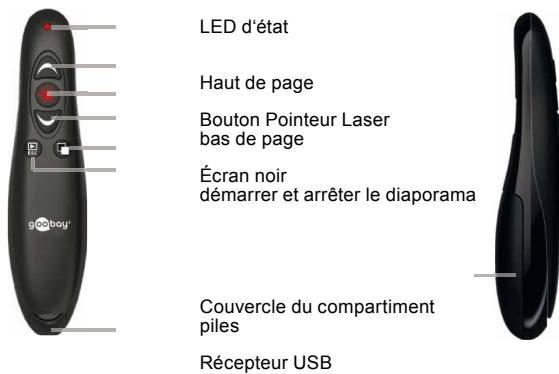 LED d‘état
Haut de page
Bouton Pointeur Laser
bas de page
Écran noir
démarrer et arrêter le diaporama
ESC
goobay®
Couvercle du compartiment
piles
Récepteur USB